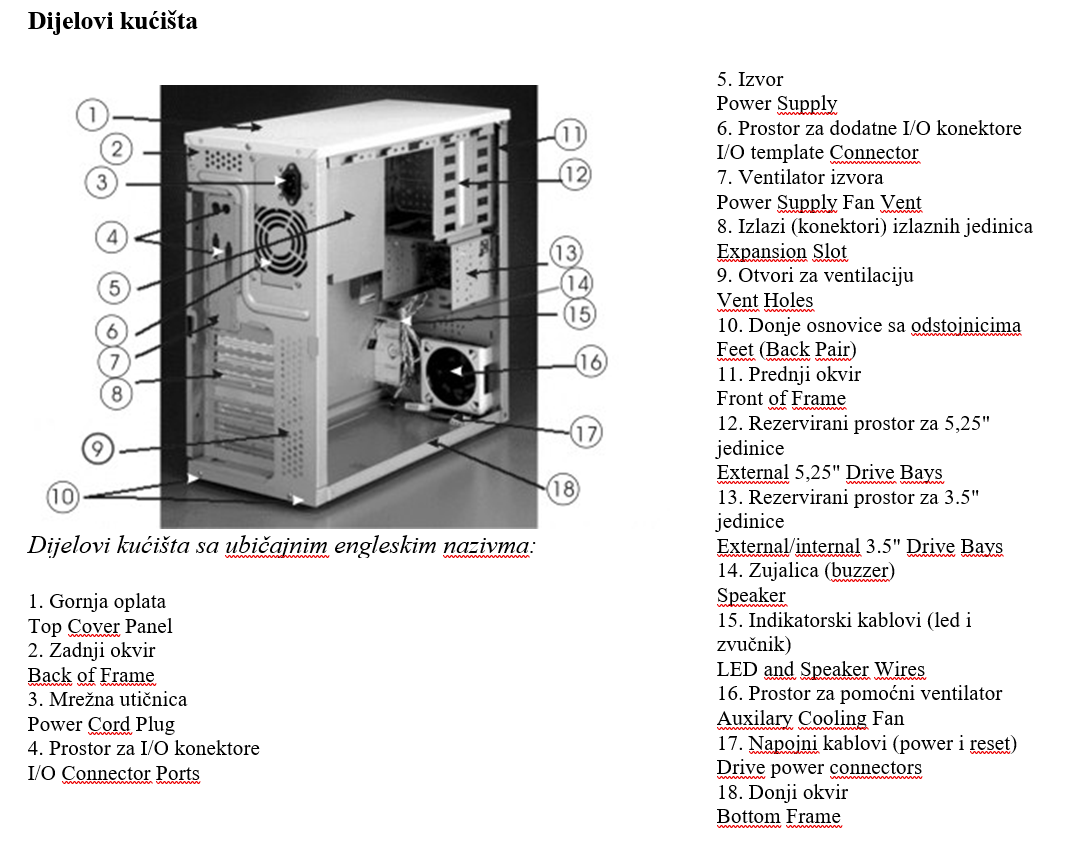 Dijelovi kućišta
1
2
3
4
5
6
7
8
9
10
11
12
13
14
15
16
17
18
Dijelovi kućišta sa ubičajnim engleskim nazivma:
1. Gornja oplata
Top Cover Panel
2. Zadnji okvir
Back of Frame
3. Mrežna utičnica
Power Cord Plug
4. Prostor za I/O konektore
I/O Connector Ports
5. Izvor
Power Supply
6. Prostor za dodatne I/O konektore
I/O template Connector
7. Ventilator izvora
Power Supply Fan Vent
8. Izlazi (konektori) izlaznih jedinica
Expansion Slot
9. Otvori za ventilaciju
Vent Holes
10. Donje osnovice sa odstojnicima
Feet (Back Pair)
11. Prednji okvir
Front of Frame
12. Rezervirani prostor za 5,25"
jedinice
External 5,25" Drive Bays
13. Rezervirani prostor za 3.5"
jedinice
External/internal 3.5" Drive Bays
14. Zujalica (buzzer)
Speaker
15. Indikatorski kablovi (led i
zvučnik)
LED and Speaker Wires
16. Prostor za pomoćni ventilator
Auxilary Cooling Fan
17. Napojni kablovi (power i reset)
Drive power connectors
18. Donji okvir
Bottom Frame